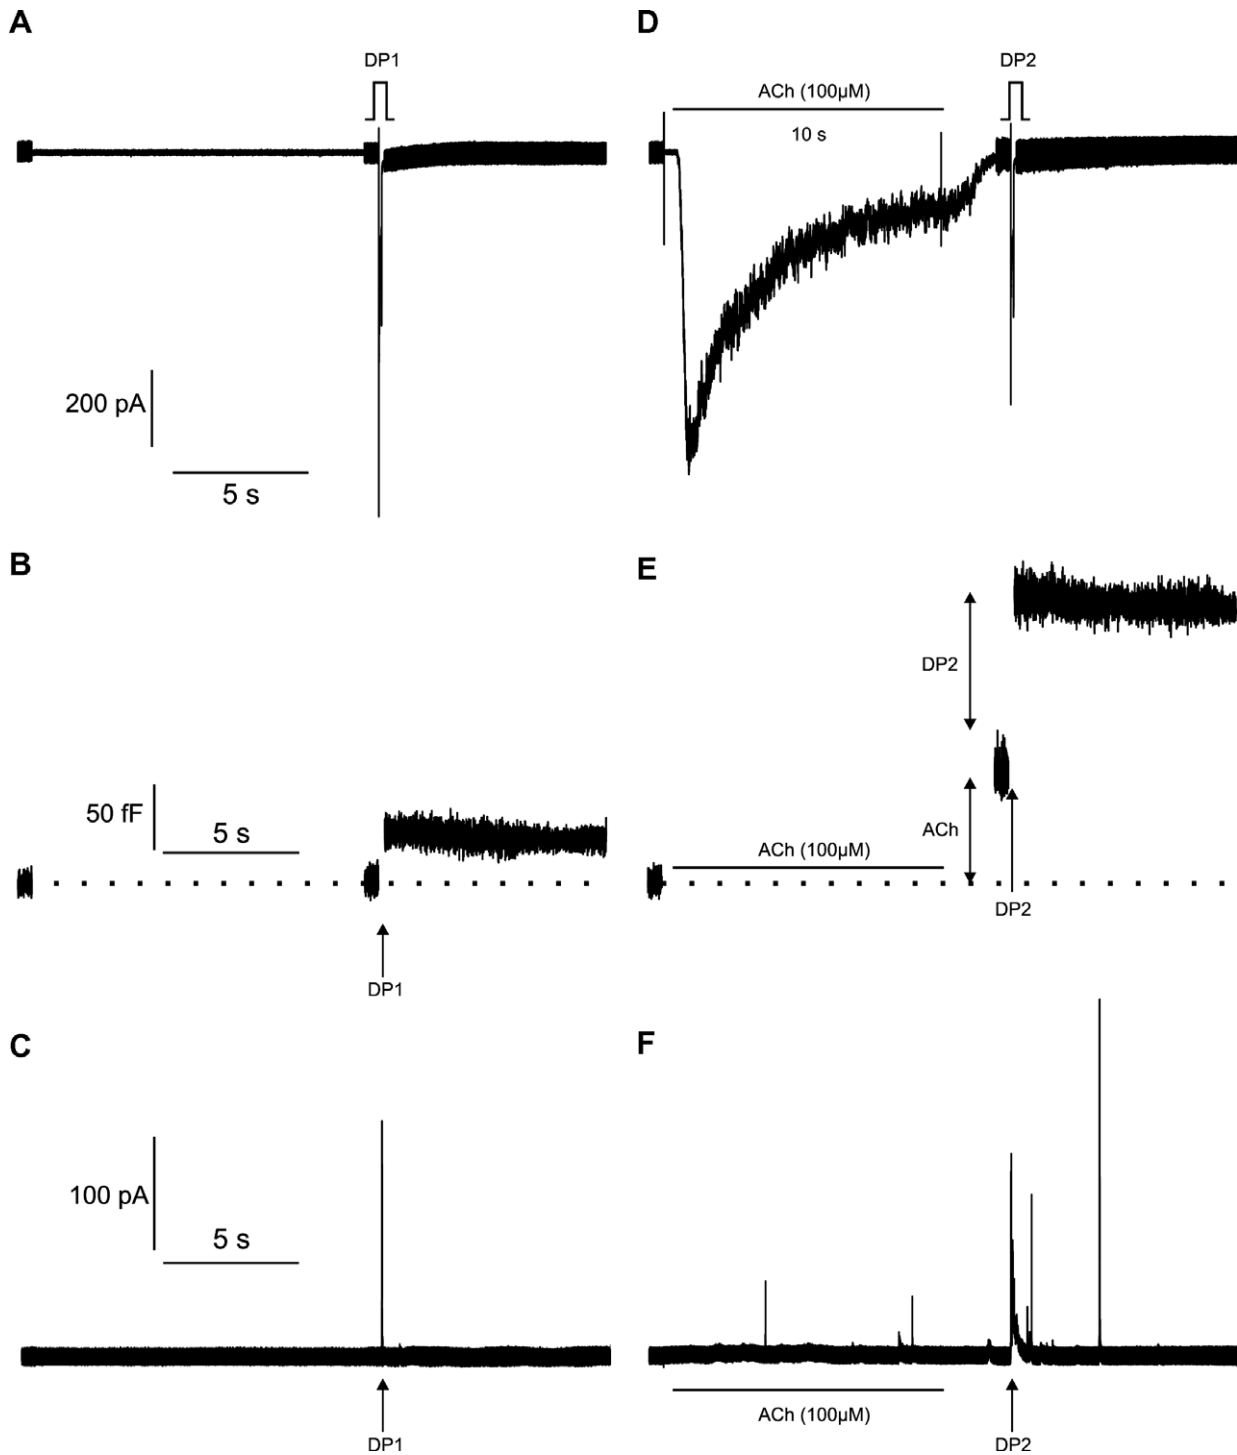 A
DP1
200 pA
5 s
D
DP2
ACh (100µM)
10 s
B
50 fF
5 s
DP1
E
DP2
ACh
ACh (100µM)
DP2
C
100 pA
5 s
DP1
F
ACh (100µM)
DP2